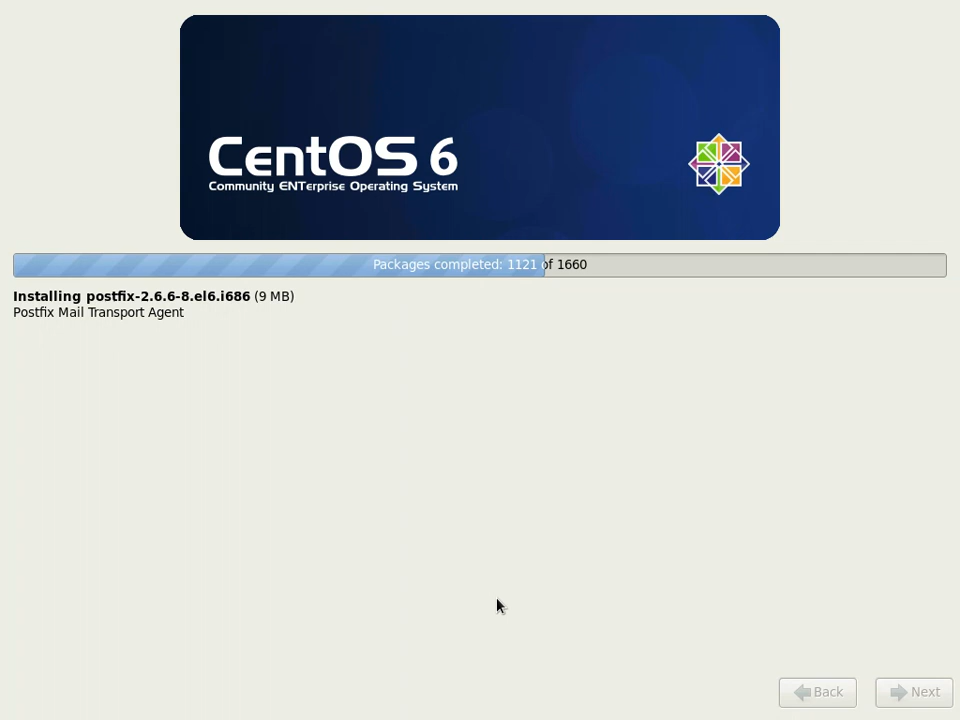 CentOS 6
Community ENTerprise Operating System
Packages completed: 1121 of 1660
Installing postfix-2.6.6-8.el6.i686 (9 MB)
Postfix Mail Transport Agent
Back Next